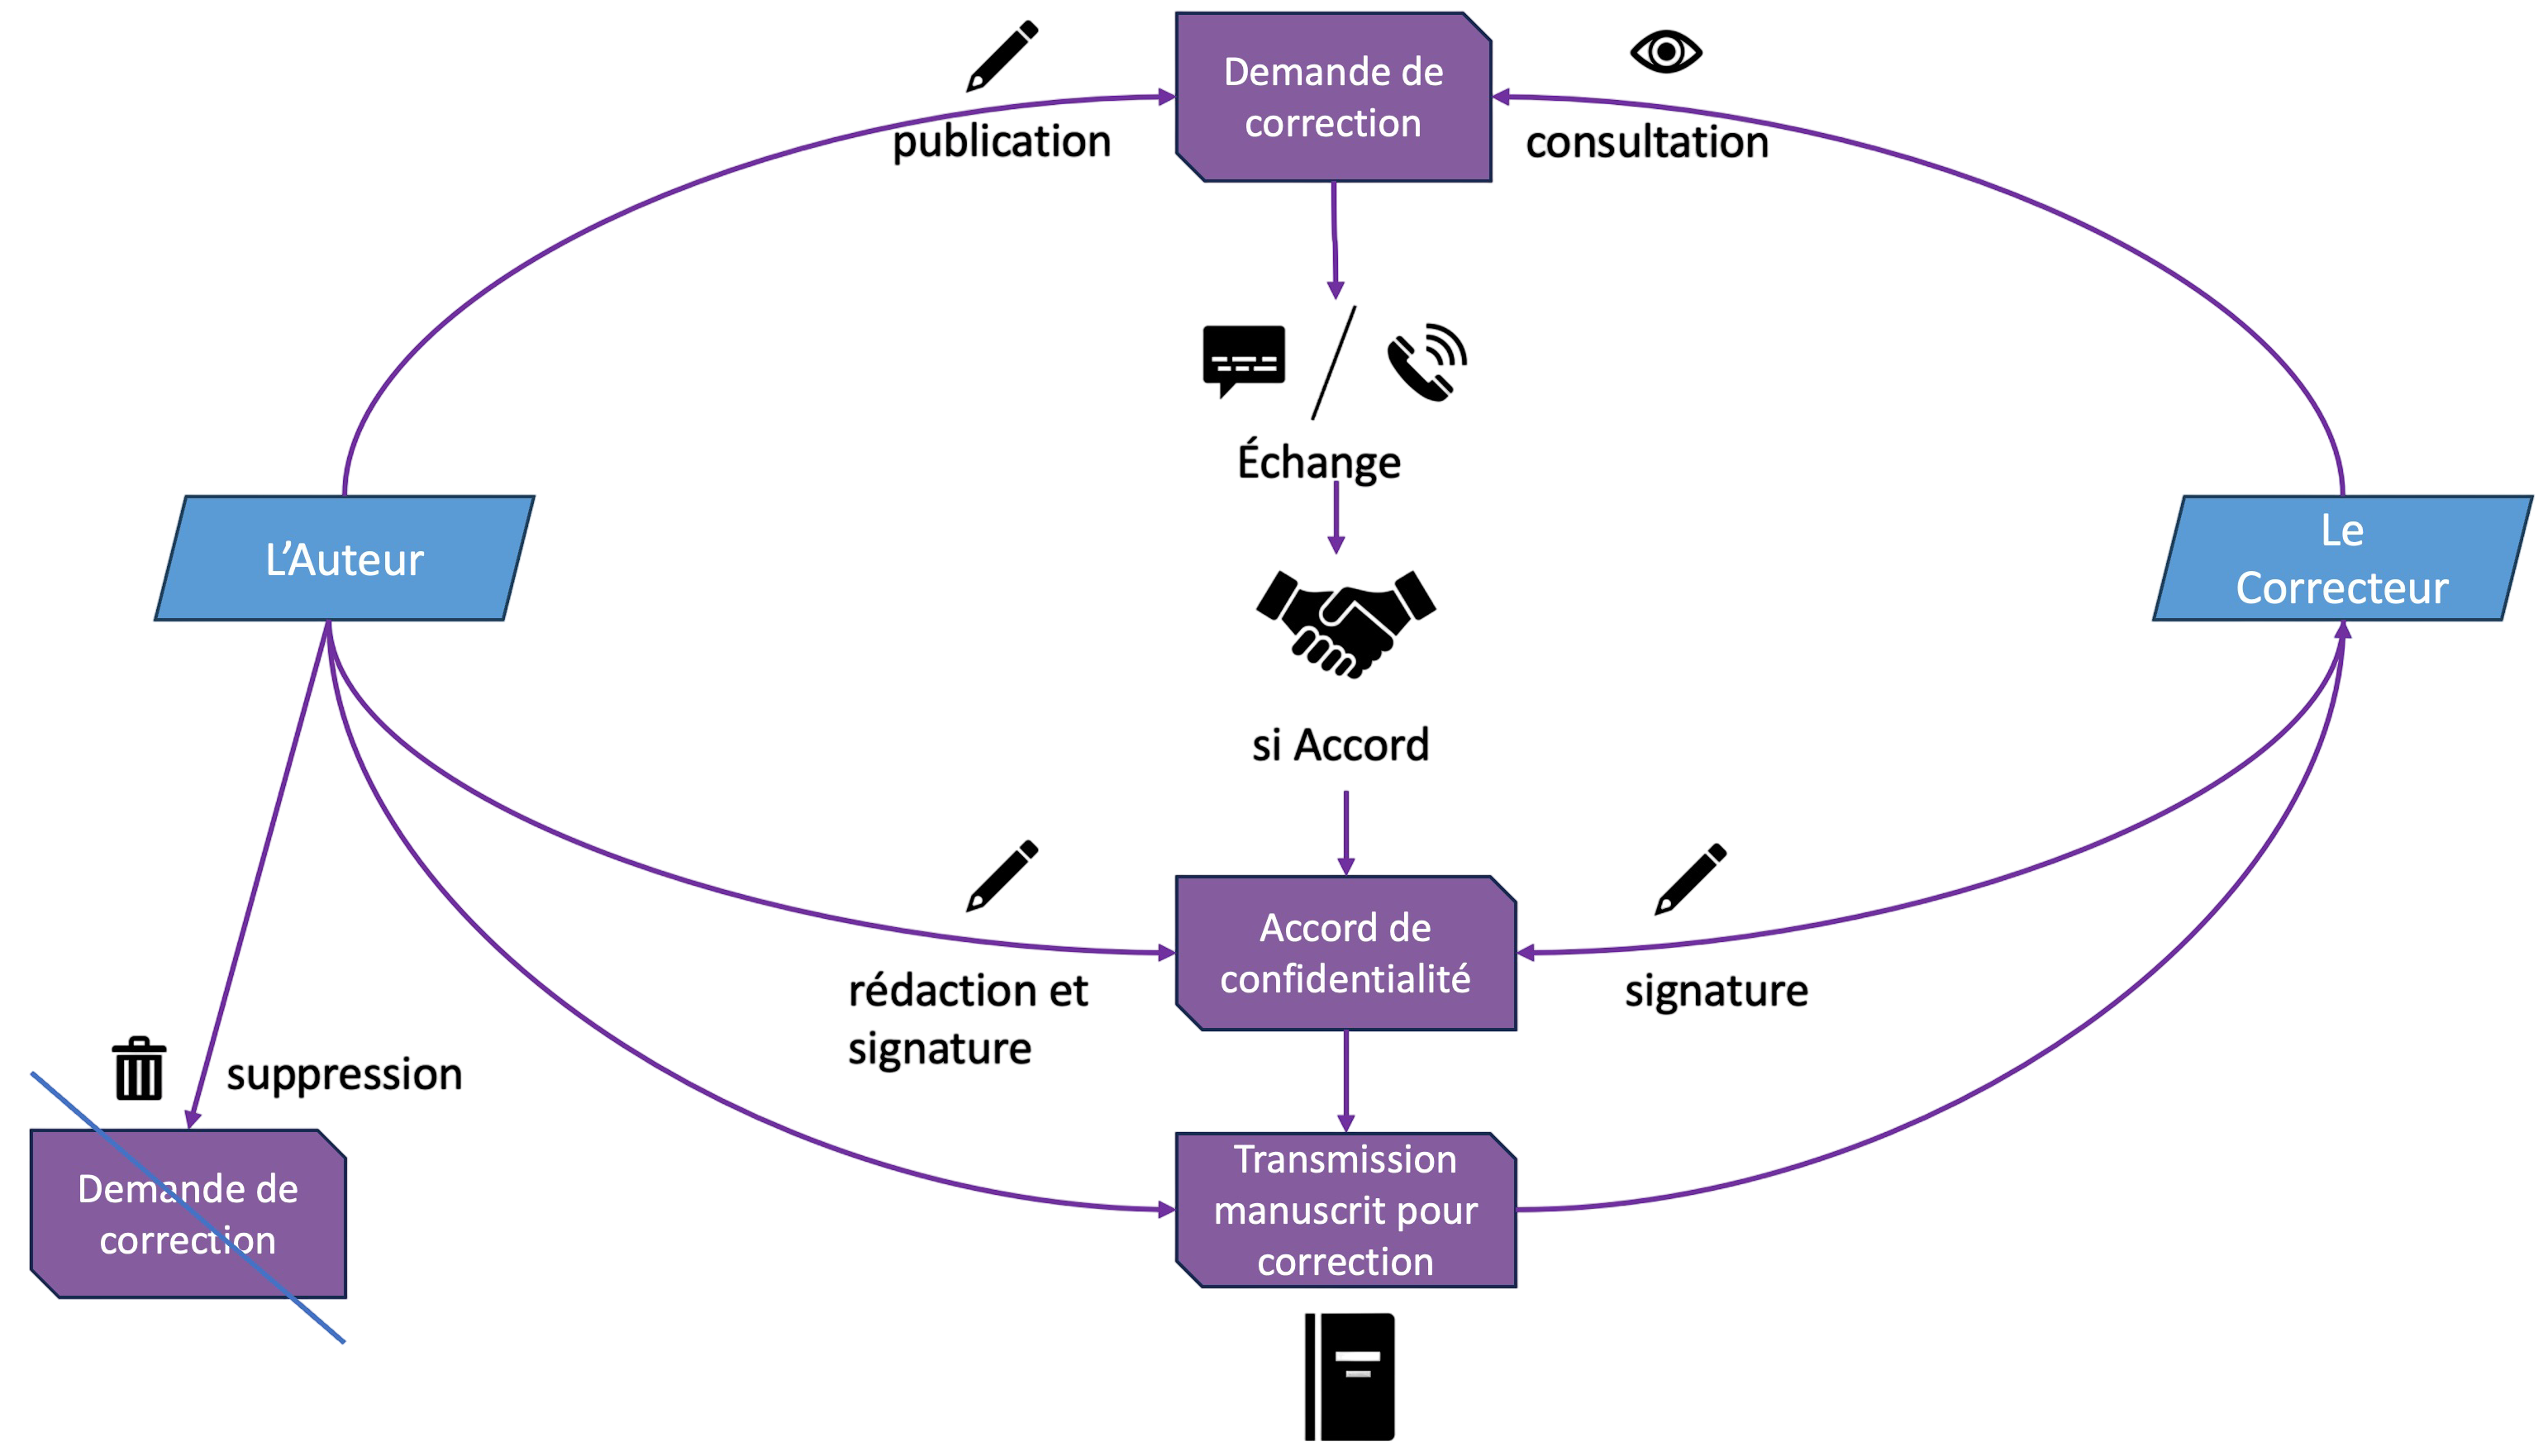 Demande de
correction
publication
consultation
Échange
L’Auteur
Le
Correcteur
si Accord
Accord de
confidentialité
rédaction et
signature
signature
suppression
Demande de
correction
Transmission
manuscrit pour
correction